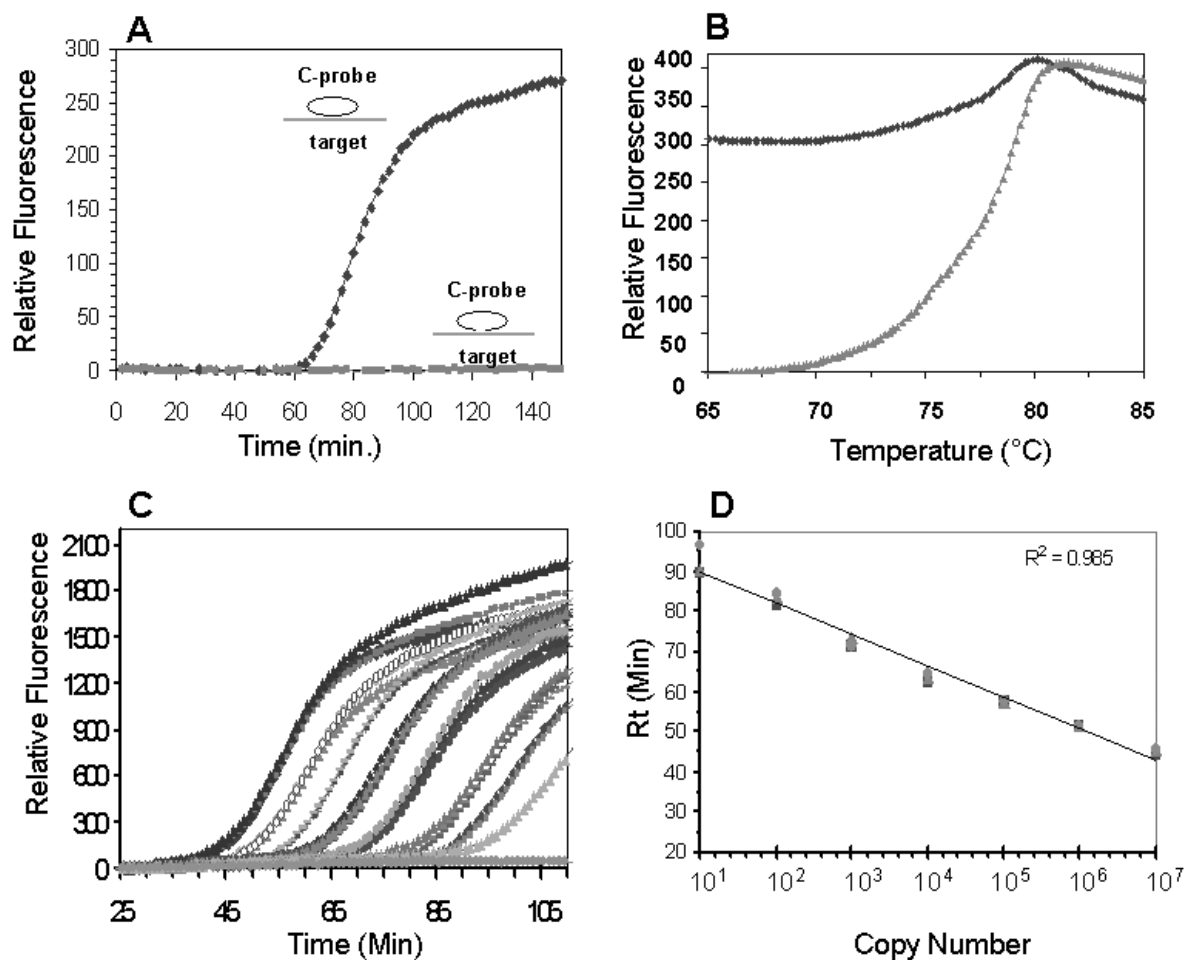 A
300
250
200
150
100
50
0
Relative Fluorescence
C-probe
target
C-probe
target
0 20 40 60 80 100 120 140
Time (min.)
B
400
350
300
250
200
150
100
50
0
Relative Fluorescence
65 70 75 80 85
Temperature (°C)
C
2100
1800
1500
1200
900
600
300
0
Relative Fluorescence
25 45 65 85 105
Time (Min)
D
100
90
80
70
60
50
40
30
20
Rt (Min)
R² = 0.985
10¹ 10² 10³ 10⁴ 10⁵ 10⁶ 10⁷
Copy Number